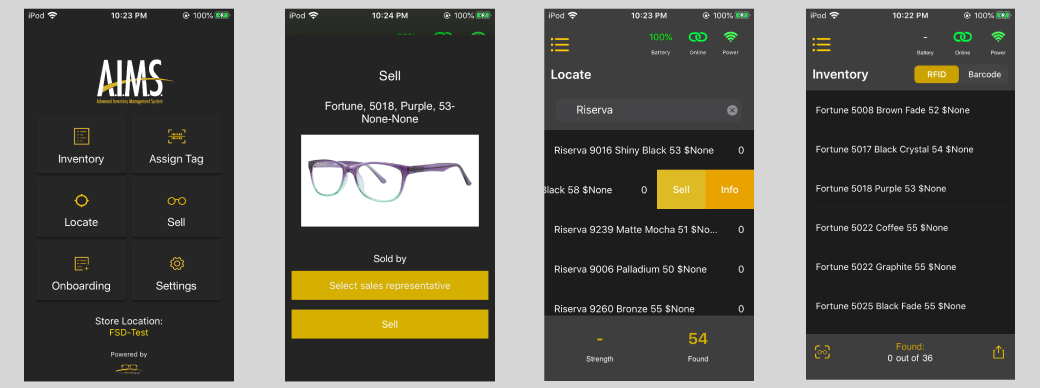 iPod 10:23 PM 100%
A.I.M.S.
Advanced Inventory Management System
Inventory
Assign Tag
Locate
Sell
Onboarding
Settings
Store Location:
FSD-Test
Powered by
iPod 10:24 PM 100%
Sell
Fortune, 5018, Purple, 53-
None-None
Sold by
Select sales representative
Sell
iPod 10:23 PM 100%
100%
Battery Online Power
Locate
Riserva
Riserva 9016 Shiny Black 53 $None 0
Black 58 $None 0 Sell Info
Riserva 9239 Matte Mocha 51 $No... 0
Riserva 9006 Palladium 50 $None 0
Riserva 9260 Bronze 55 $None 0
- 54
Strength Found
iPod 10:22 PM 100%
-
Battery Online Power
Inventory RFID Barcode
Fortune 5008 Brown Fade 52 $None
Fortune 5017 Black Crystal 54 $None
Fortune 5018 Purple 53 $None
Fortune 5022 Coffee 55 $None
Fortune 5022 Graphite 55 $None
Fortune 5025 Black Fade 55 $None
Found:
0 out of 36